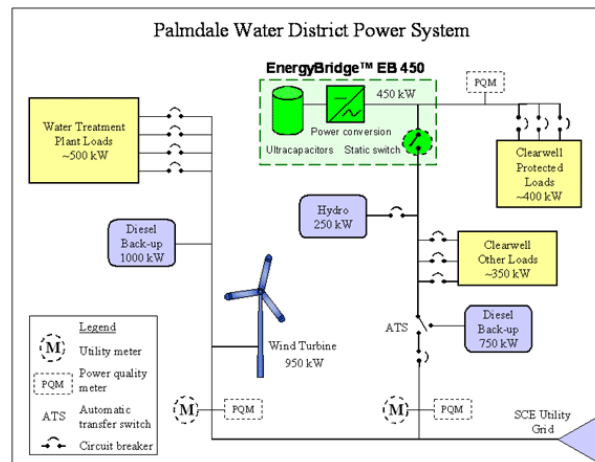 Palmdale Water District Power System
EnergyBridge™ EB 450
450 kW
Power conversion
Ultracapacitors
Static switch
PQM
Water Treatment
Plant Loads
~500 kW
Clearwell
Protected
Loads
~400 kW
Hydro
250 kW
Diesel
Back-up
1000 kW
Clearwell
Other Loads
~350 kW
Wind Turbine
950 kW
ATS
Diesel
Back-up
750 kW
Legend
M
Utility meter
PQM
Power quality
meter
ATS
Automatic
transfer switch
Circuit breaker
M
PQM
M
PQM
SCE Utility
Grid